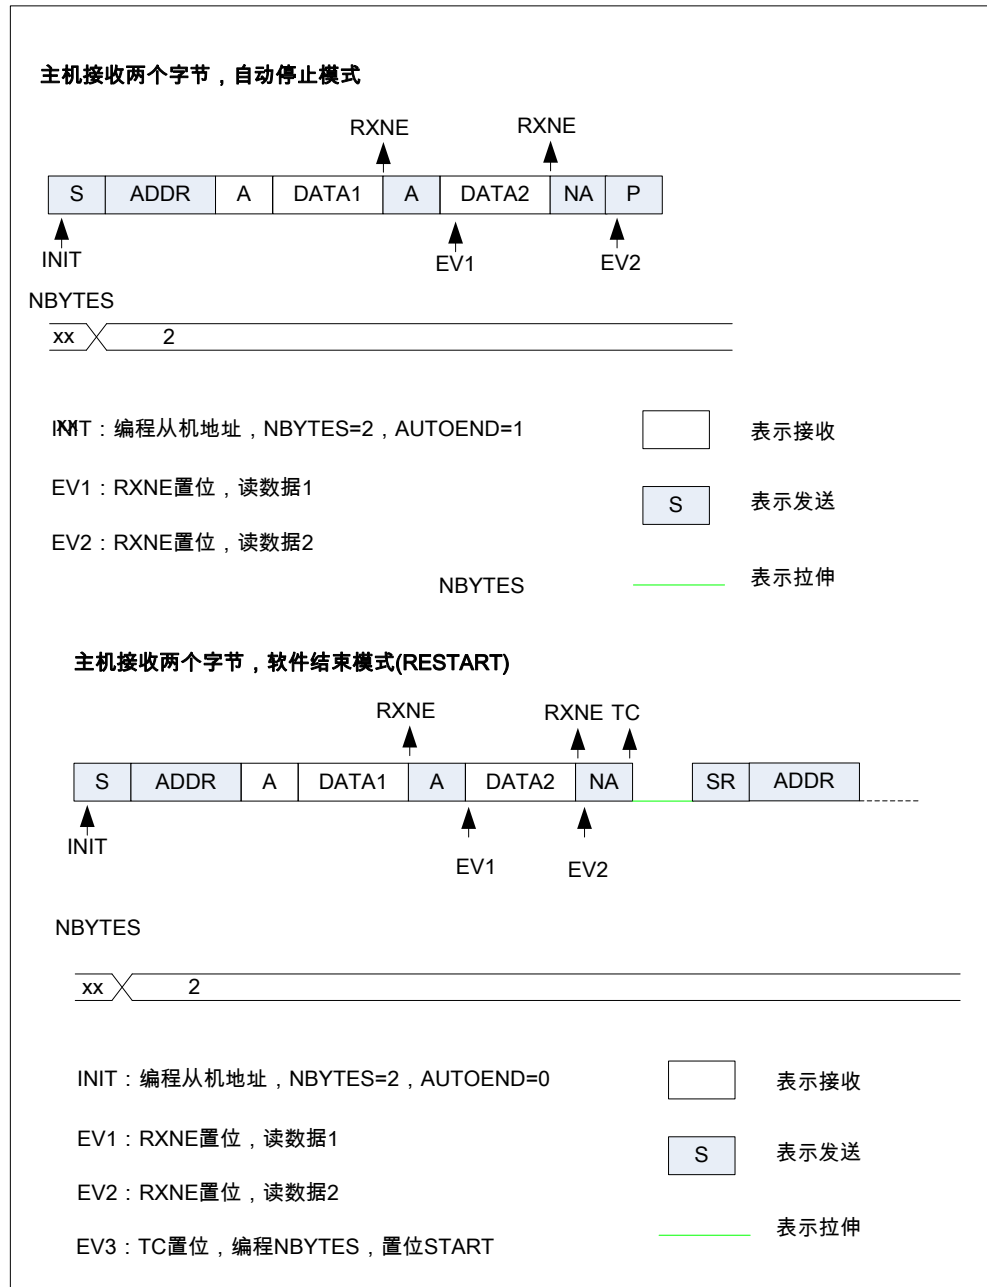 主机接收两个字节，自动停止模式
RXNE RXNE
S ADDR A DATA1 A DATA2 NA P
INIT EV1 EV2
NBYTES
xx 2
INIT：编程从机地址，NBYTES=2，AUTOEND=1
xx
表示接收
EV1：RXNE置位，读数据1
S 表示发送
EV2：RXNE置位，读数据2
NBYTES
表示拉伸
主机接收两个字节，软件结束模式(RESTART)
RXNE RXNE TC
S ADDR A DATA1 A DATA2 NA SR ADDR
INIT EV1 EV2
NBYTES
xx 2
INIT：编程从机地址，NBYTES=2，AUTOEND=0
表示接收
EV1：RXNE置位，读数据1
S 表示发送
EV2：RXNE置位，读数据2
表示拉伸
EV3：TC置位，编程NBYTES，置位START